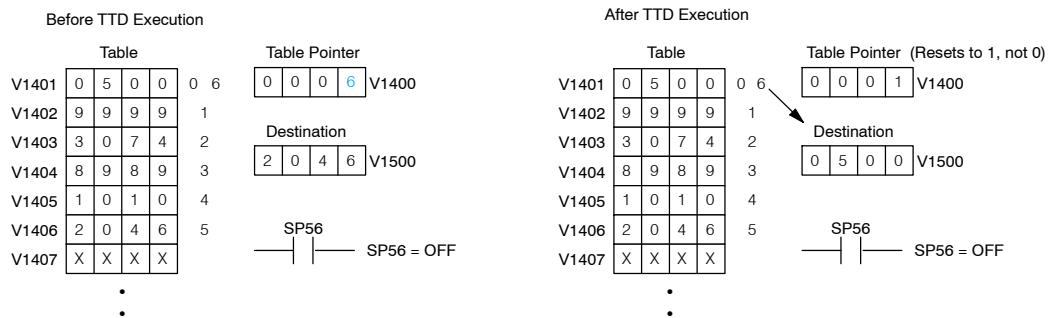 Before TTD Execution
Table
Table Pointer
V1401 0 5 0 0 0 6
0 0 0 6 V1400
V1402 9 9 9 9 1
V1403 3 0 7 4 2
Destination
2 0 4 6 V1500
V1404 8 9 8 9 3
V1405 1 0 1 0 4
V1406 2 0 4 6 5
V1407 X X X X
SP56
SP56 = OFF
After TTD Execution
Table
Table Pointer (Resets to 1, not 0)
V1401 0 5 0 0 0 6
0 0 0 1 V1400
V1402 9 9 9 9 1
V1403 3 0 7 4 2
Destination
0 5 0 0 V1500
V1404 8 9 8 9 3
V1405 1 0 1 0 4
V1406 2 0 4 6 5
V1407 X X X X
SP56
SP56 = OFF